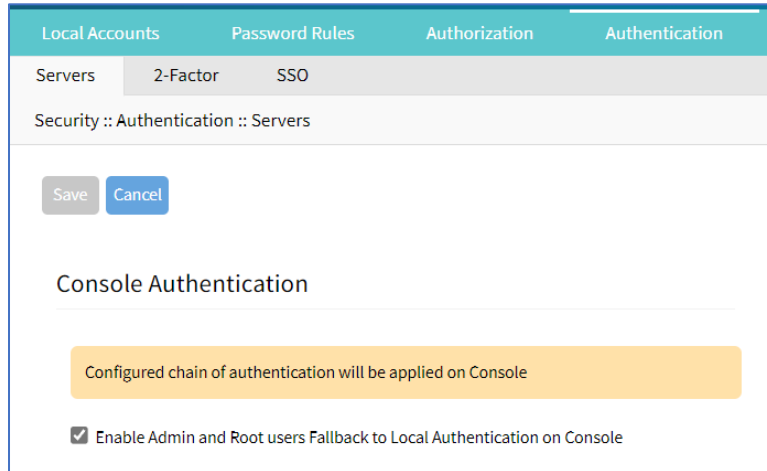 Local Accounts Password Rules Authorization Authentication
Servers 2-Factor SSO
Security :: Authentication :: Servers
Save Cancel
Console Authentication
Configured chain of authentication will be applied on Console
Enable Admin and Root users Fallback to Local Authentication on Console